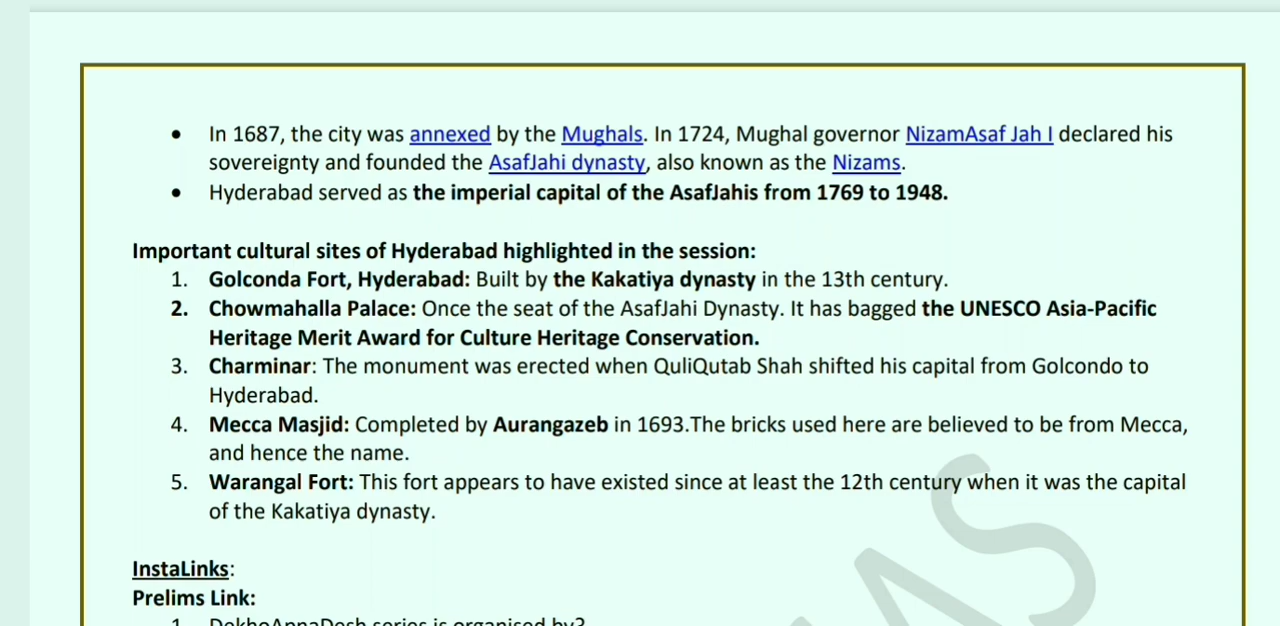 • In 1687, the city was annexed by the Mughals. In 1724, Mughal governor NizamAsaf Jah I declared his
sovereignty and founded the AsafJahi dynasty, also known as the Nizams.
• Hyderabad served as the imperial capital of the AsafJahis from 1769 to 1948.
Important cultural sites of Hyderabad highlighted in the session:
1. Golconda Fort, Hyderabad: Built by the Kakatiya dynasty in the 13th century.
2. Chowmahalla Palace: Once the seat of the AsafJahi Dynasty. It has bagged the UNESCO Asia-Pacific
Heritage Merit Award for Culture Heritage Conservation.
3. Charminar: The monument was erected when QuliQutab Shah shifted his capital from Golcondo to
Hyderabad.
4. Mecca Masjid: Completed by Aurangazeb in 1693.The bricks used here are believed to be from Mecca,
and hence the name.
5. Warangal Fort: This fort appears to have existed since at least the 12th century when it was the capital
of the Kakatiya dynasty.
InstaLinks:
Prelims Link:
1. DekhoApnaDesh series is organised by?